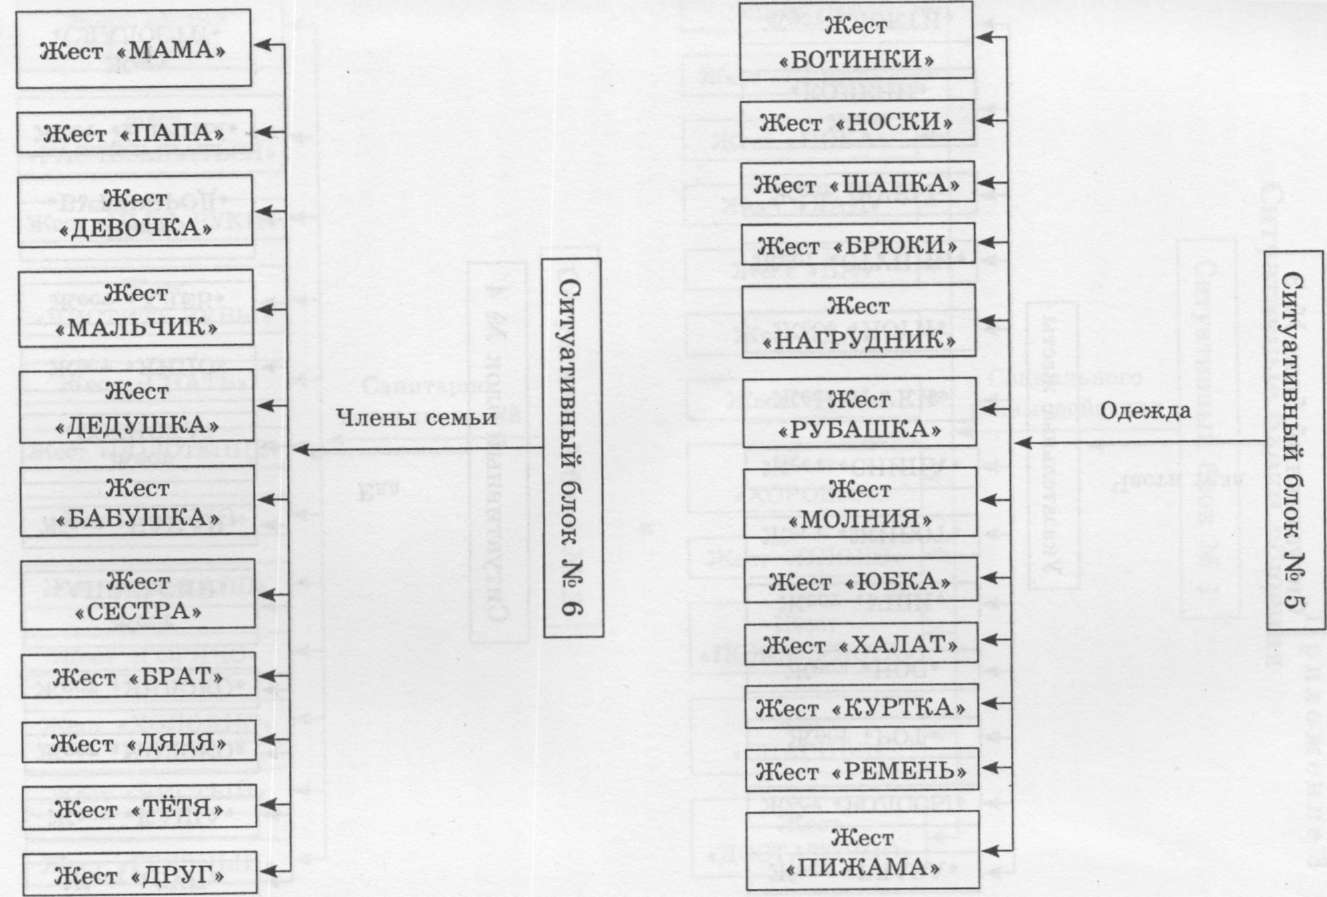 Жест «МАМА»
Жест «ПАПА»
Жест
«ДЕВОЧКА»
Жест
«МАЛЬЧИК»
Жест
«ДЕДУШКА»
Жест
«БАБУШКА»
Жест
«СЕСТРА»
Жест «БРАТ»
Жест «ДЯДЯ»
Жест «ТЁТЯ»
Жест «ДРУГ»
Члены семьи
Ситуативный блок № 6
Жест
«БОТИНКИ»
Жест «НОСКИ»
Жест «ШАПКА»
Жест «БРЮКИ»
Жест
«НАГРУДНИК»
Жест
«РУБАШКА»
Жест
«МОЛНИЯ»
Жест «ЮБКА»
Жест «ХАЛАТ»
Жест «КУРТКА»
Жест «РЕМЕНЬ»
Жест
«ПИЖАМА»
Одежда
Ситуативный блок № 5